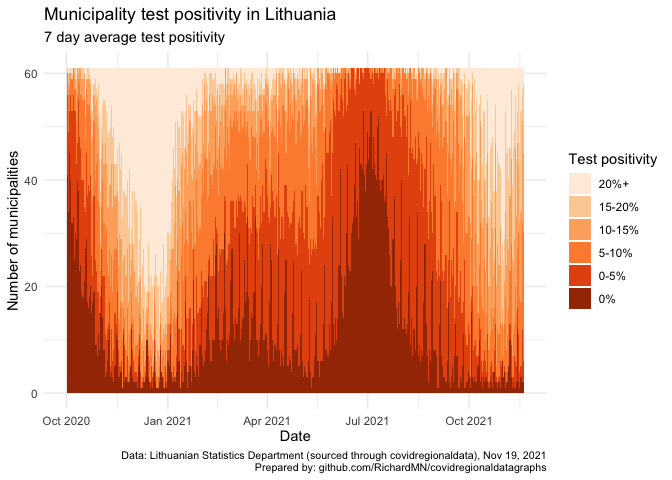 Municipality test positivity in Lithuania
7 day average test positivity
60
40
20
0
Number of municipalities
Oct 2020
Jan 2021
Apr 2021
Jul 2021
Oct 2021
Date
Test positivity
20%+
15-20%
10-15%
5-10%
0-5%
0%
Data: Lithuanian Statistics Department (sourced through covidregionaldata), Nov 19, 2021
Prepared by: github.com/RichardMN/covidregionaldatagraphs